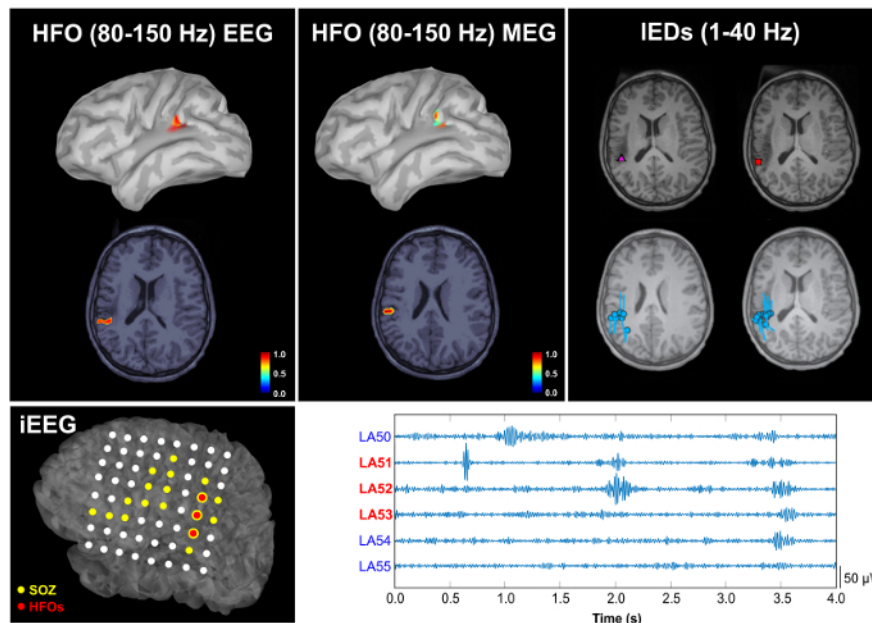 HFO (80-150 Hz) EEG
HFO (80-150 Hz) MEG
IEDs (1-40 Hz)
1.0
0.5
0.0
1.0
0.5
0.0
iEEG
SOZ
HFOs
LA50
LA51
LA52
LA53
LA54
LA55
50 µV
0.0 0.5 1.0 1.5 2.0 2.5 3.0 3.5 4.0
Time (s)